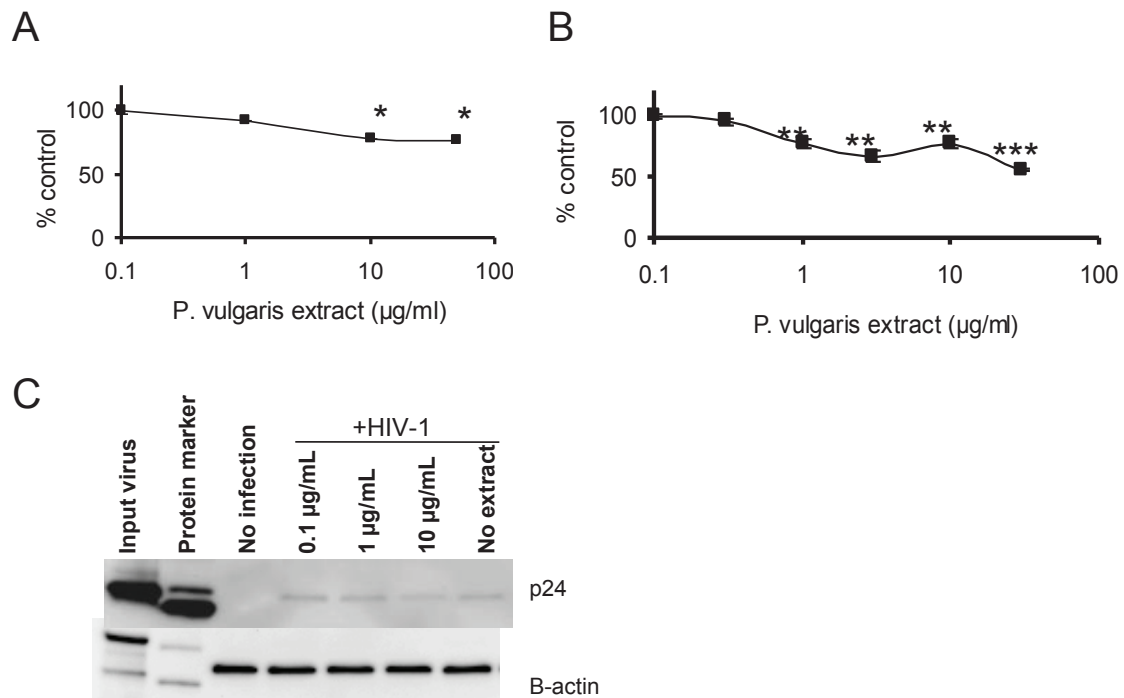 A
B
% control
100
50
0
*
*
0.1
1
10
100
P. vulgaris extract (µg/ml)
% control
100
50
0
**
**
**
***
0.1
1
10
100
P. vulgaris extract (µg/ml)
C
Input virus
Protein marker
No infection
+HIV-1
0.1 µg/mL
1 µg/mL
10 µg/mL
No extract
p24
B-actin